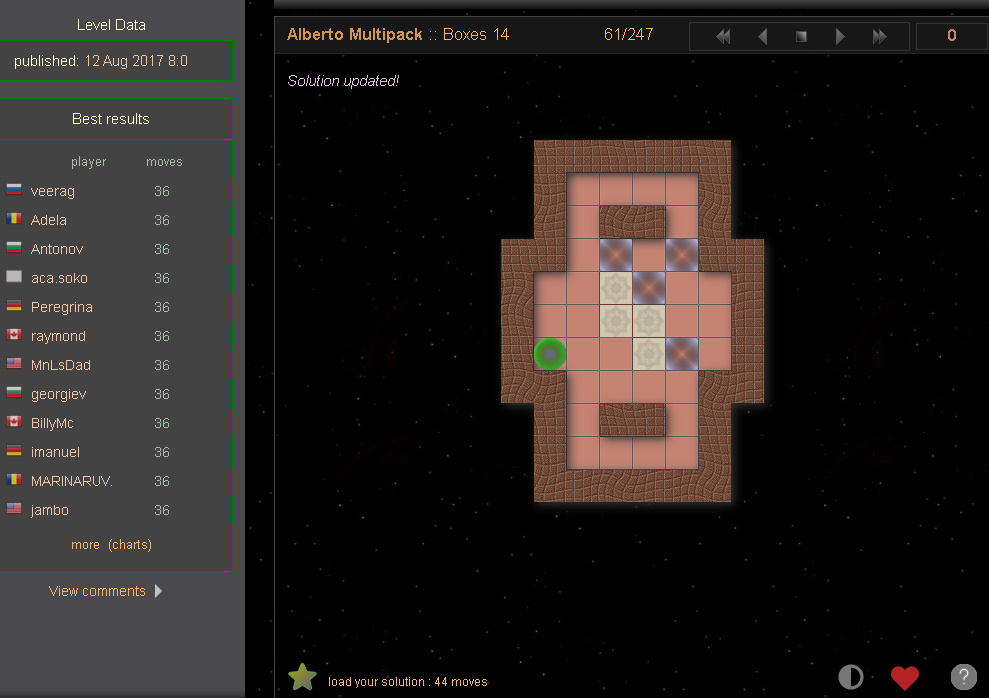 Level Data
published: 12 Aug 2017 8:0
Best results
player moves
veerag 36
Adela 36
Antonov 36
aca.soko 36
Peregrina 36
raymond 36
MnLsDad 36
georgiev 36
BillyMc 36
imanuel 36
MARINARUV. 36
jambo 36
more (charts)
View comments
Alberto Multipack :: Boxes 14 61/247 0
Solution updated!
load your solution : 44 moves
?